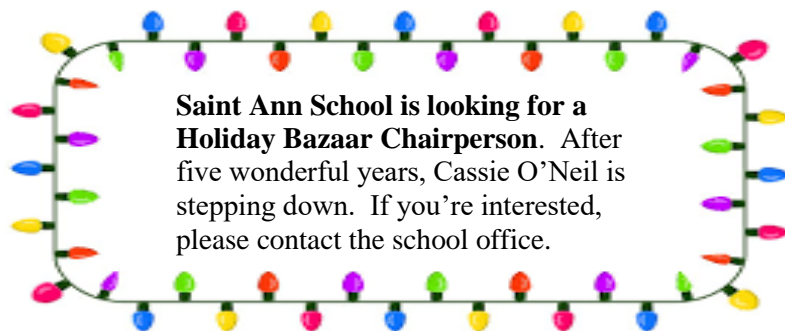 Saint Ann School is looking for a
Holiday Bazaar Chairperson.  After
five wonderful years, Cassie O’Neil is
stepping down.  If you’re interested,
please contact the school office.